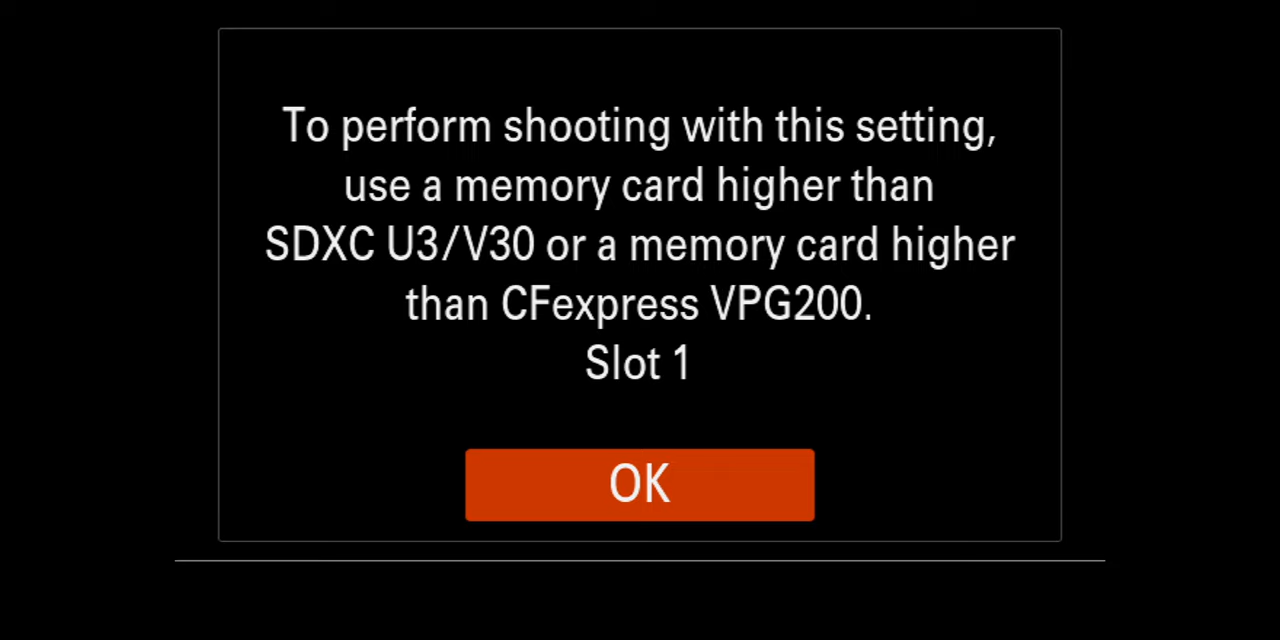 To perform shooting with this setting,
use a memory card higher than
SDXC U3/V30 or a memory card higher
than CFexpress VPG200.
Slot 1
OK